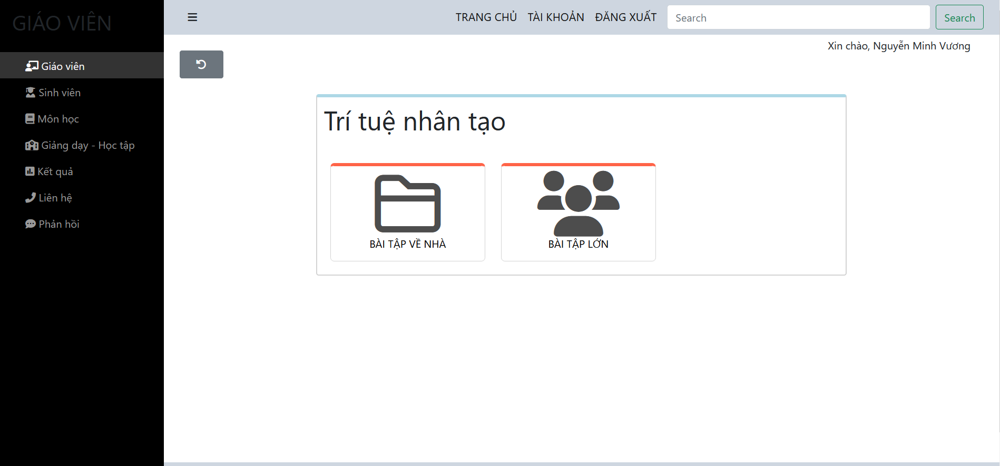 GIÁO VIÊN
Giáo viên
Sinh viên
Môn học
Giảng dạy - Học tập
Kết quả
Liên hệ
Phản hồi
TRANG CHỦ TÀI KHOẢN ĐĂNG XUẤT Search Search
Xin chào, Nguyễn Minh Vương
Trí tuệ nhân tạo
BÀI TẬP VỀ NHÀ
BÀI TẬP LỚN